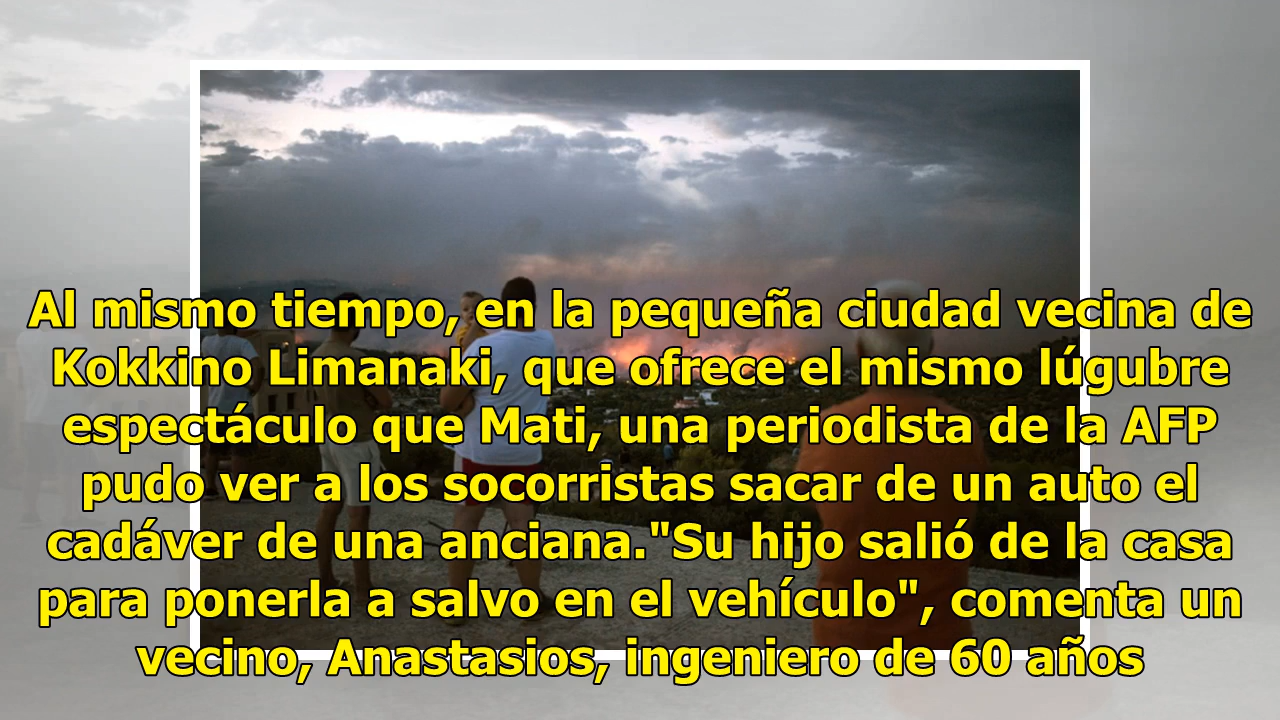 Al mismo tiempo, en la pequeña ciudad vecina de
Kokkino Limanaki, que ofrece el mismo lúgubre
espectáculo que Mati, una periodista de la AFP
pudo ver a los socorristas sacar de un auto el
cadáver de una anciana."Su hijo salió de la casa
para ponerla a salvo en el vehículo", comenta un
vecino, Anastasios, ingeniero de 60 años